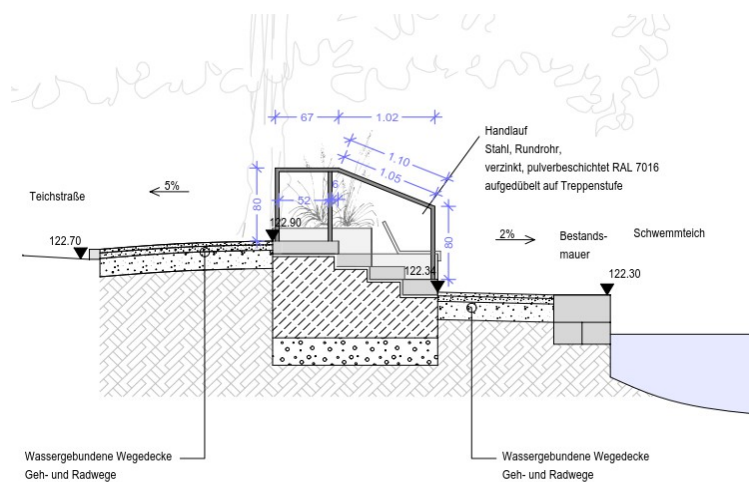 67
1.02
Handlauf
Stahl, Rundrohr,
verzinkt, pulverbeschichtet RAL 7016
aufgedübelt auf Treppenstufe
1.10
1.05
5%
Teichstraße
6
52
80
122.90
80
2%
Bestands-
mauer
Schwemmteich
122.70
122.34
122.30
Wassergebundene Wegedecke
Geh- und Radwege
Wassergebundene Wegedecke
Geh- und Radwege